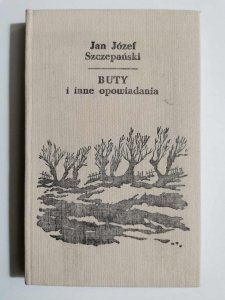 Jan Józef
Szczepański
BUTY
i inne opowiadania